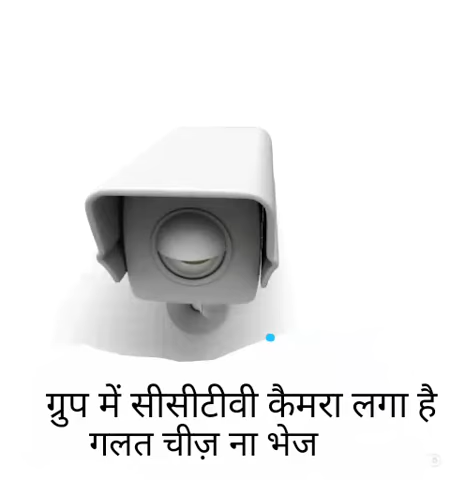 ग्रुप में सीसीटीवी कैमरा लगा है
गलत चीज़ ना भेज